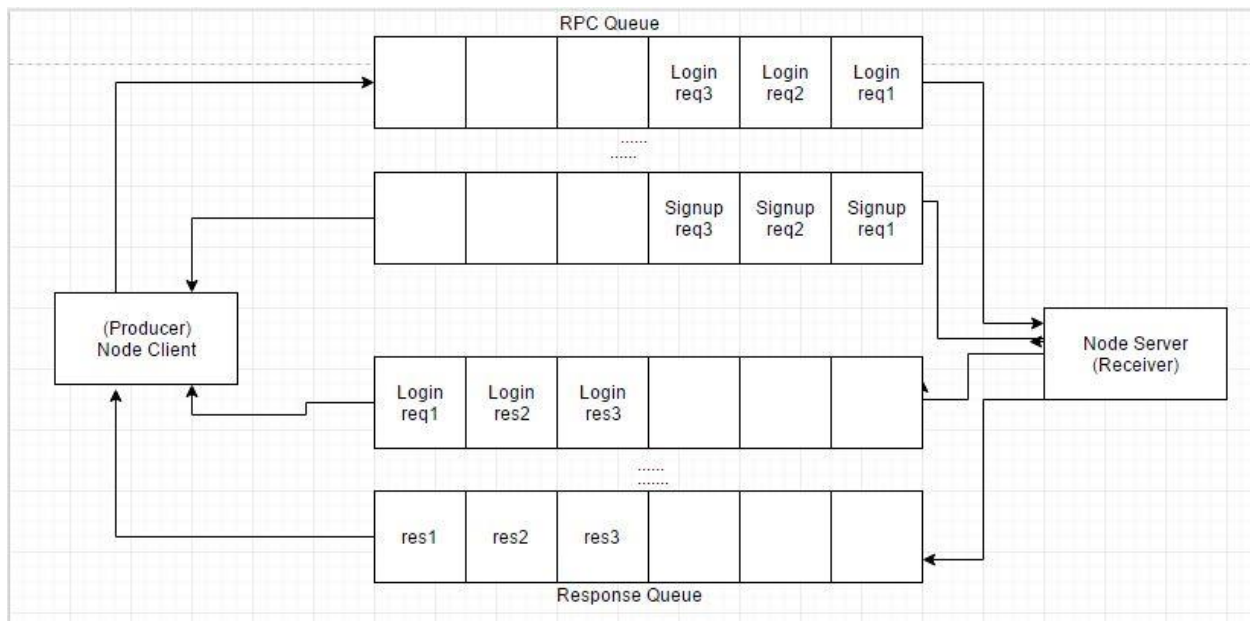 RPC Queue
Login Login Login
req3 req2 req1
......
......
Signup Signup Signup
req3 req2 req1
(Producer)
Node Client
Node Server
(Receiver)
Login Login Login
req1 res2 res3
......
.......
res1 res2 res3
Response Queue